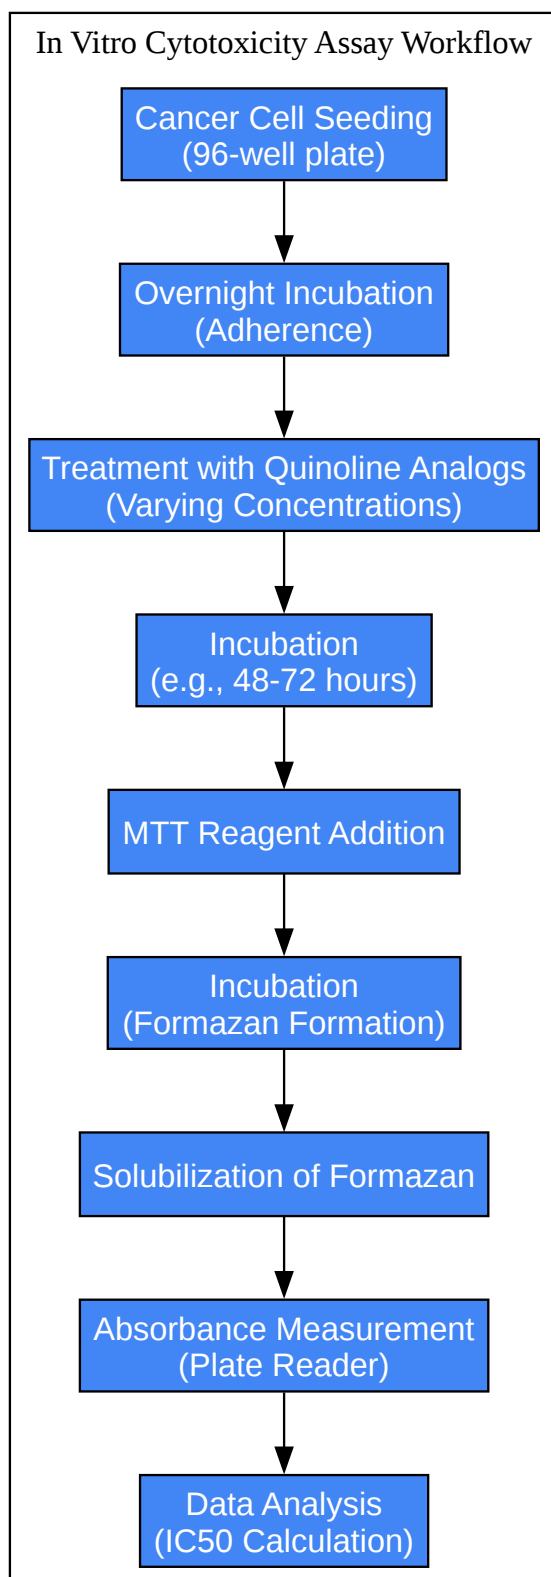 In Vitro Cytotoxicity Assay Workflow
Cancer Cell Seeding
(96-well plate)
Overnight Incubation
(Adherence)
Treatment with Quinoline Analogs
(Varying Concentrations)
Incubation
(e.g., 48-72 hours)
MTT Reagent Addition
Incubation
(Formazan Formation)
Solubilization of Formazan
Absorbance Measurement
(Plate Reader)
Data Analysis
(IC50 Calculation)